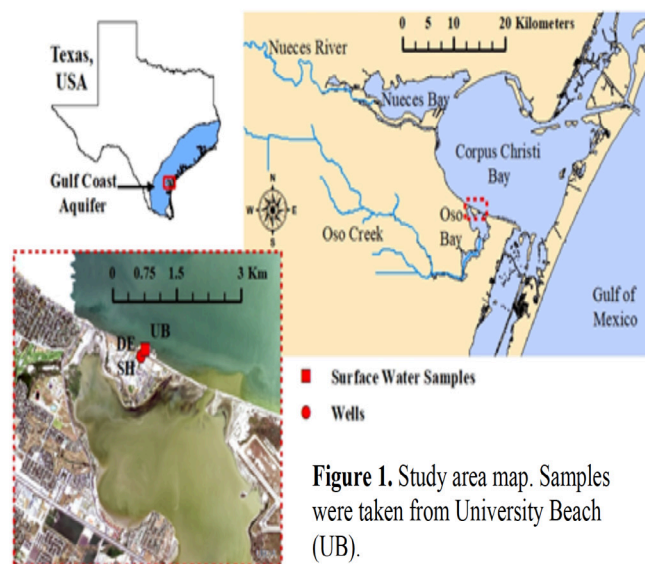 Texas,
USA
Gulf Coast
Aquifer
0 10 20 Kilometers
Nueces River
Nueces Bay
Corpus Christi
Bay
N
W E
S
Oso
Bay
Oso Creek
Gulf of
Mexico
0 0.75 1.5 3 Km
UB
DE
SH
Surface Water Samples
Wells
Figure 1. Study area map. Samples
were taken from University Beach
(UB).